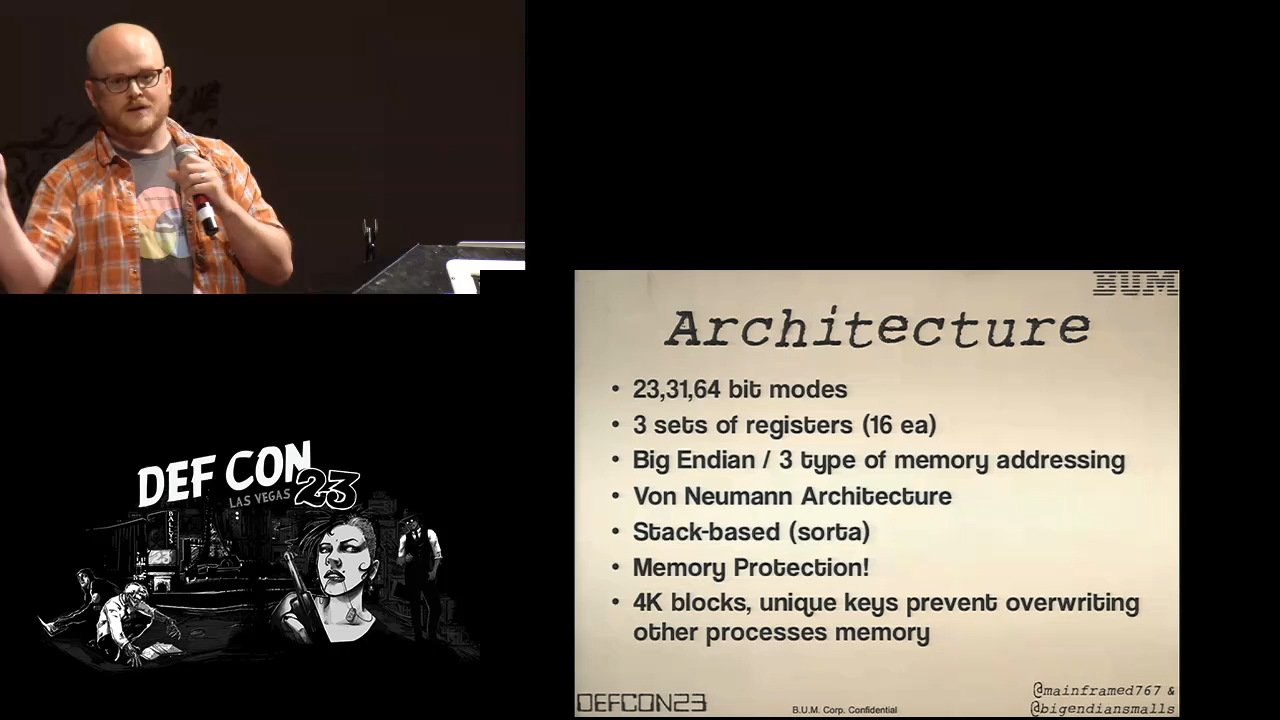 BUM
Architecture
• 23,31,64 bit modes
• 3 sets of registers (16 ea)
• Big Endian / 3 type of memory addressing
• Von Neumann Architecture
• Stack-based (sorta)
• Memory Protection!
• 4K blocks, unique keys prevent overwriting
other processes memory
DEF CON 23
LAS VEGAS
BALLYS
DEFCON23
B.U.M. Corp. Confidential
@mainframed767 &
@bigendiansmalls